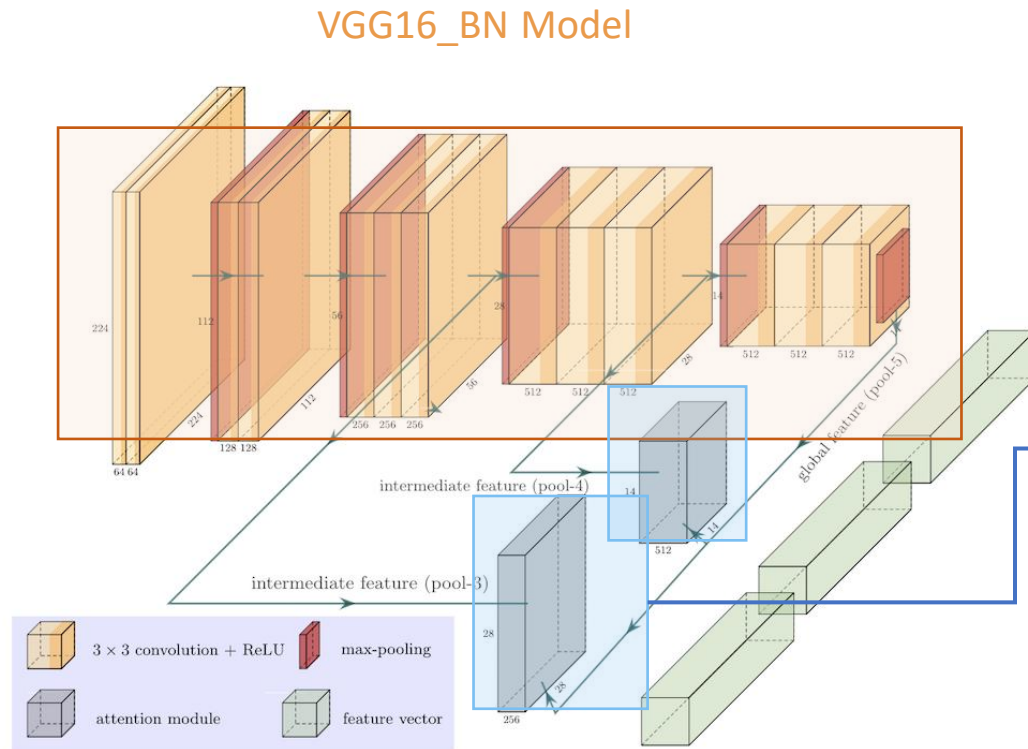 VGG16_BN Model
224
224
64 64
112
112
128 128
56
56
256 256 256
28
28
512 512 512
14
512 512 512
global feature (pool-5)
intermediate feature (pool-4)
14
14
512
intermediate feature (pool-3)
28
28
256
3 × 3 convolution + ReLU
max-pooling
attention module
feature vector